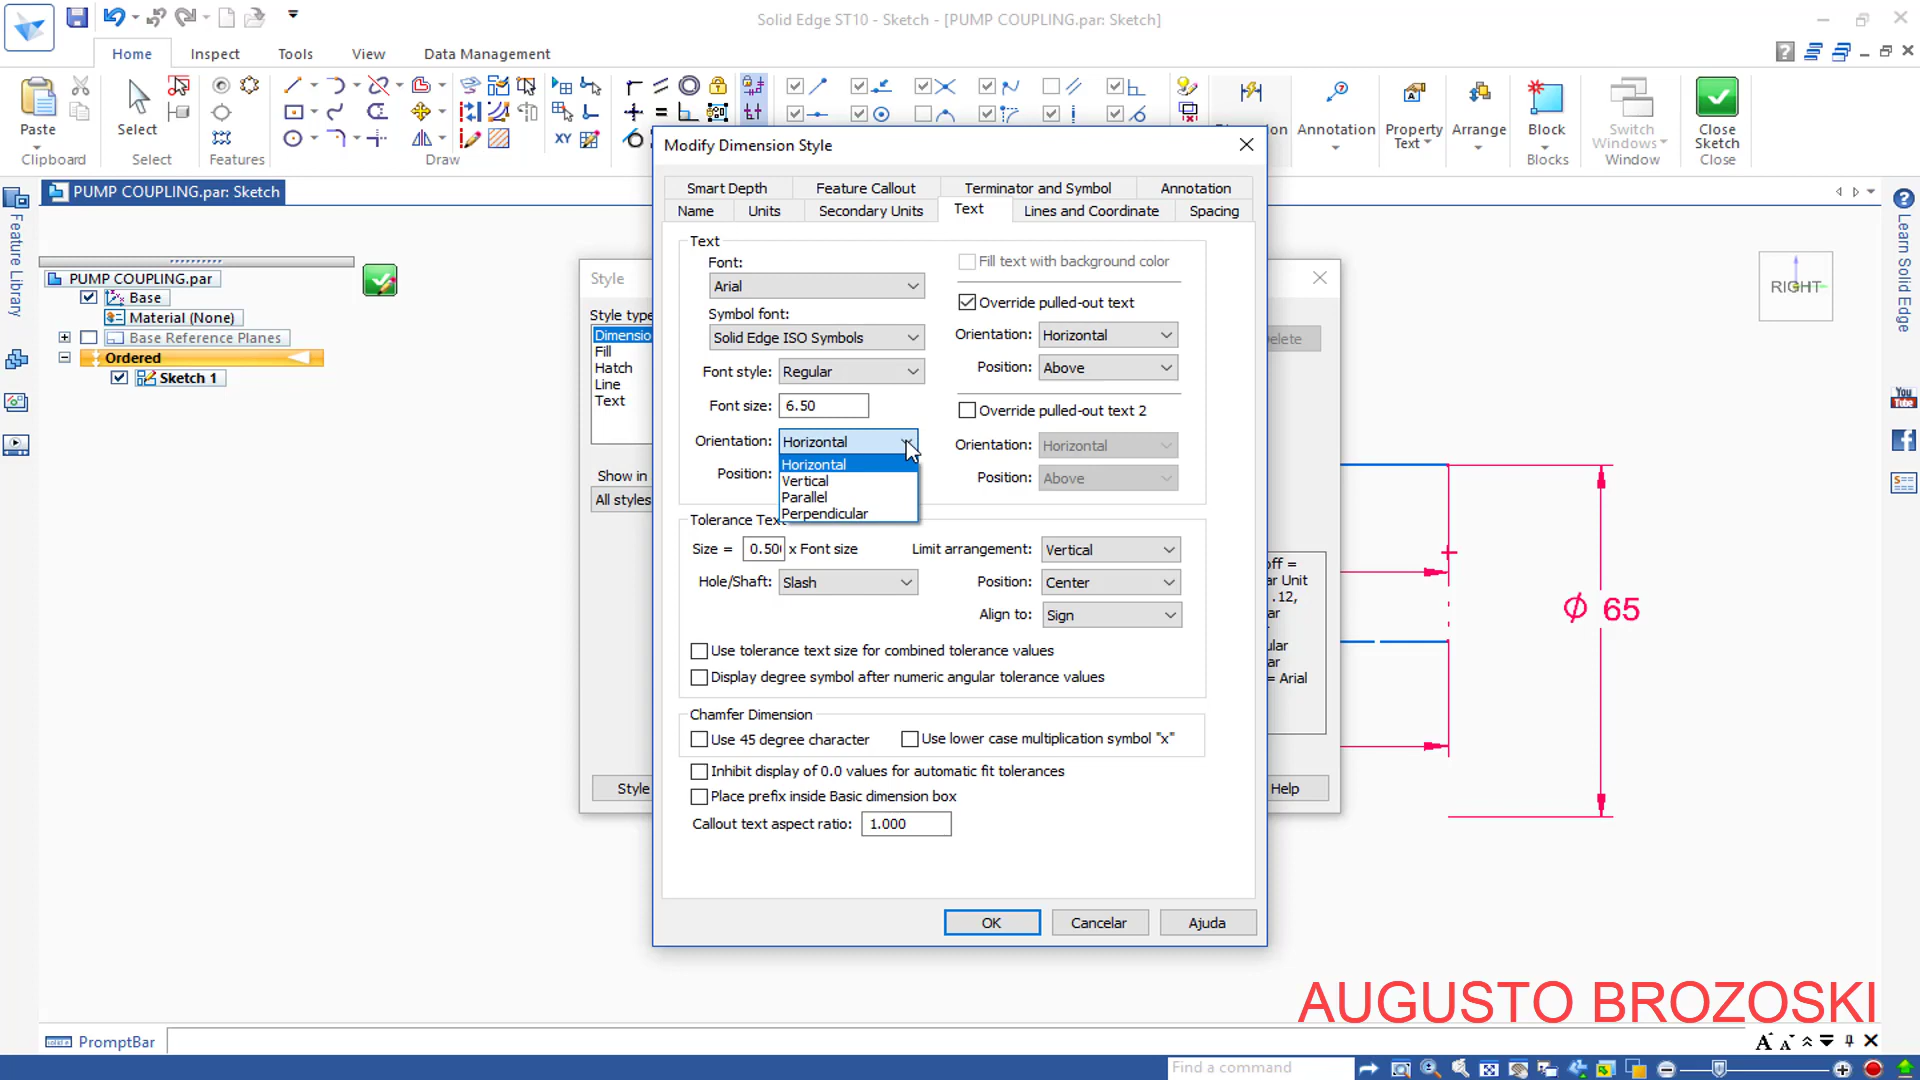 Solid Edge ST10 - Sketch - [PUMP COUPLING.par: Sketch]
Home Inspect Tools View Data Management
Paste
Clipboard
Select
Select
Features
Draw
XY
Annotation
Property
Text
Arrange
Block
Blocks
Switch
Windows
Window
Close
Sketch
Close
PUMP COUPLING.par: Sketch
Feature Library
PUMP COUPLING.par
Base
Material (None)
Base Reference Planes
Ordered
Sketch 1
Style
Style
Fill
Hatch
Line
Text
Show in
All styles
Help
Modify Dimension Style
Smart Depth Feature Callout Terminator and Symbol Annotation
Name Units Secondary Units Text Lines and Coordinate Spacing
Text
Font:
Arial
Symbol font:
Solid Edge ISO Symbols
Font style: Regular
Font size: 6.50
Orientation: Horizontal
Horizontal
Vertical
Parallel
Perpendicular
Position:
Fill text with background color
Override pulled-out text
Orientation: Horizontal
Position: Above
Override pulled-out text 2
Orientation: Horizontal
Position: Above
Size = x Font size
Hole/Shaft: Slash
Limit arrangement: Vertical
Position: Center
Align to: Sign
Use tolerance text size for combined tolerance values
Display degree symbol after numeric angular tolerance values
Chamfer Dimension
Use 45 degree character
Use lower case multiplication symbol "x"
Inhibit display of 0.0 values for automatic fit tolerances
Place prefix inside Basic dimension box
Callout text aspect ratio: 1.000
OK Cancelar Ajuda
= Arial
RIGHT
Ø 65
Learn Solid Edge
You
Tube
AUGUSTO BROZOSKI
PromptBar
Find a command